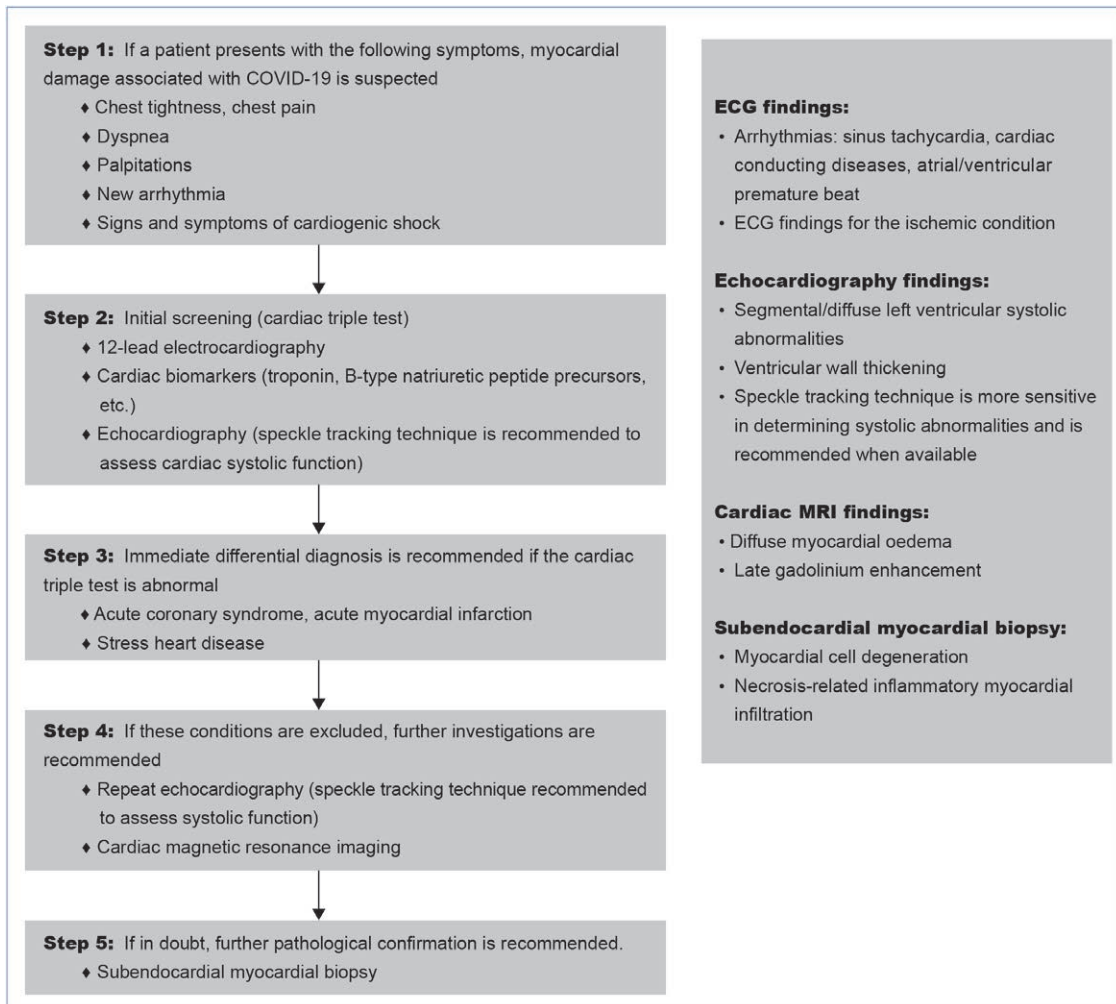 Step 1: If a patient presents with the following symptoms, myocardial
damage associated with COVID-19 is suspected
♦ Chest tightness, chest pain
♦ Dyspnea
♦ Palpitations
♦ New arrhythmia
♦ Signs and symptoms of cardiogenic shock
Step 2: Initial screening (cardiac triple test)
♦ 12-lead electrocardiography
♦ Cardiac biomarkers (troponin, B-type natriuretic peptide precursors,
etc.)
♦ Echocardiography (speckle tracking technique is recommended to
assess cardiac systolic function)
Step 3: Immediate differential diagnosis is recommended if the cardiac
triple test is abnormal
♦ Acute coronary syndrome, acute myocardial infarction
♦ Stress heart disease
Step 4: If these conditions are excluded, further investigations are
recommended
♦ Repeat echocardiography (speckle tracking technique recommended
to assess systolic function)
♦ Cardiac magnetic resonance imaging
Step 5: If in doubt, further pathological confirmation is recommended.
♦ Subendocardial myocardial biopsy
ECG findings:
• Arrhythmias: sinus tachycardia, cardiac
conducting diseases, atrial/ventricular
premature beat
• ECG findings for the ischemic condition
Echocardiography findings:
• Segmental/diffuse left ventricular systolic
abnormalities
• Ventricular wall thickening
• Speckle tracking technique is more sensitive
in determining systolic abnormalities and is
recommended when available
Cardiac MRI findings:
• Diffuse myocardial oedema
• Late gadolinium enhancement
Subendocardial myocardial biopsy:
• Myocardial cell degeneration
• Necrosis-related inflammatory myocardial
infiltration